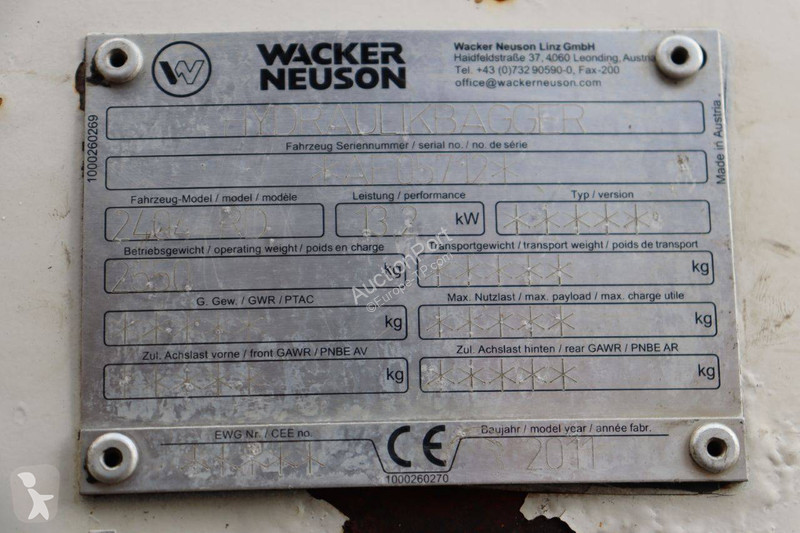 WACKER
NEUSON
Wacker Neuson Linz GmbH
Haidfeldstraße 37, 4060 Leonding, Austria
Tel. +43 (0)732 90590-0, Fax-200
office@wackerneuson.com
1000260269
Made in Austria
HYDRAULIKBAGGER
Fahrzeug Seriennummer / serial no. / no. de série
Fahrzeug-Model / model / modèle
Leistung / performance
Typ / version
13.2 kW
*****
Betriebsgewicht / operating weight / poids en charge
Transportgewicht / transport weight / poids de transport
kg
***** kg
G. Gew. / GWR / PTAC
Max. Nutzlast / max. payload / max. charge utile
***** kg
***** kg
Zul. Achslast vorne / front GAWR / PNBE AV
Zul. Achslast hinten / rear GAWR / PNBE AR
***** kg
***** kg
EWG Nr. / CEE no.
CE
Baujahr / model year / année fabr.
*****
2011
1000260270
AuctionPort
©Europe-TP.com